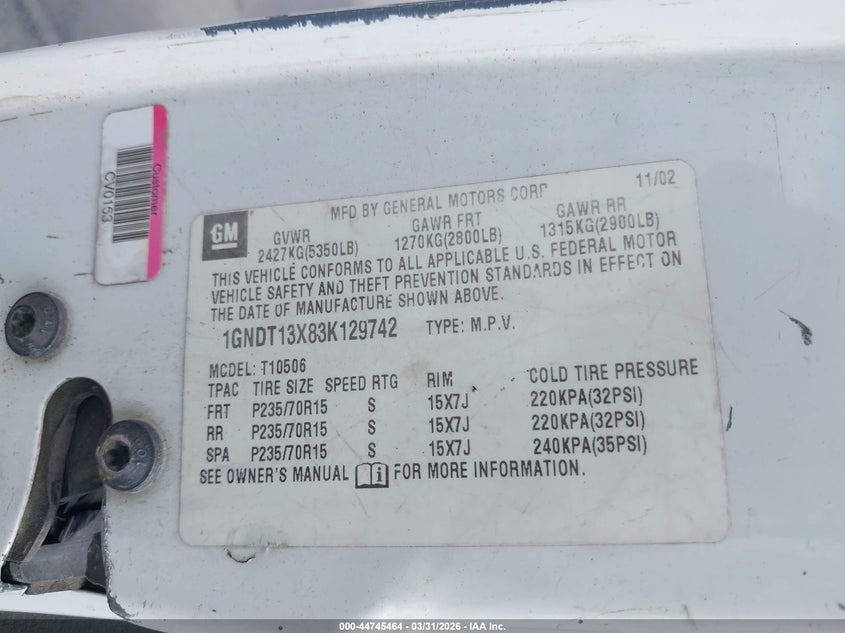 Customer
CV0153
GM
MFD BY GENERAL MOTORS CORP
11/02
GVWR GAWR FRT GAWR RR
2427KG(5350LB) 1270KG(2800LB) 1315KG(2900LB)
THIS VEHICLE CONFORMS TO ALL APPLICABLE U.S. FEDERAL MOTOR
VEHICLE SAFETY AND THEFT PREVENTION STANDARDS IN EFFECT ON
THE DATE OF MANUFACTURE SHOWN ABOVE.
1GNDT13X83K129742 TYPE: M.P.V.
MODEL: T10506
TPAC TIRE SIZE SPEED RTG RIM COLD TIRE PRESSURE
FRT P235/70R15 S 15X7J 220KPA(32PSI)
RR P235/70R15 S 15X7J 220KPA(32PSI)
SPA P235/70R15 S 15X7J 240KPA(35PSI)
SEE OWNER'S MANUAL FOR MORE INFORMATION.
000-44745464 — 03/31/2026 — IAA Inc.